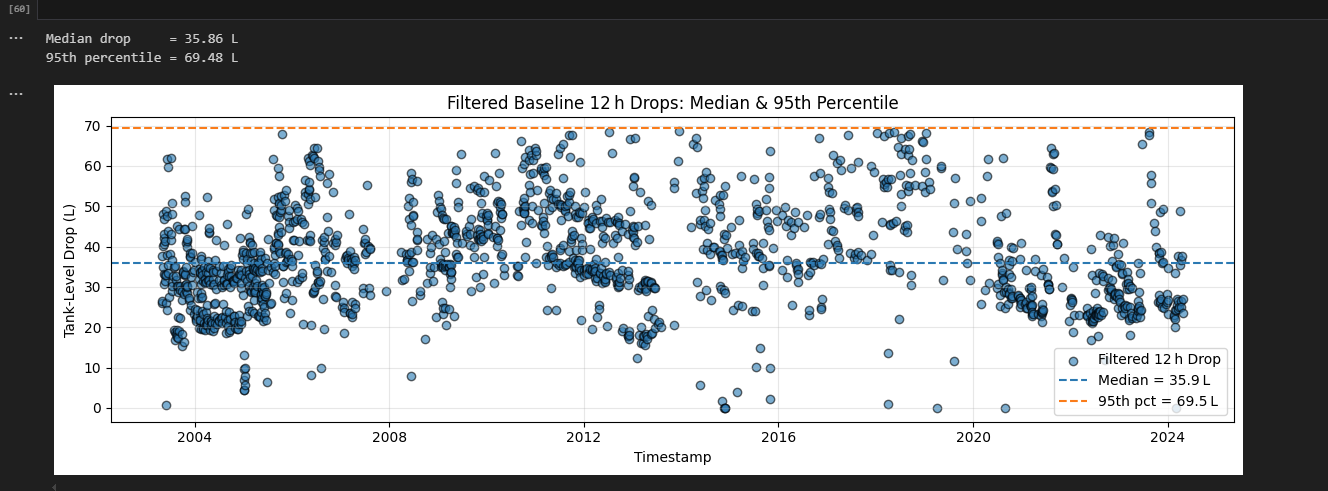 [60]
...
Median drop     = 35.86 L
95th percentile = 69.48 L
...
Filtered Baseline 12 h Drops: Median & 95th Percentile
70
60
50
40
30
20
10
0
Tank-Level Drop (L)
Filtered 12 h Drop
Median = 35.9 L
95th pct = 69.5 L
2004 2008 2012 2016 2020 2024
Timestamp